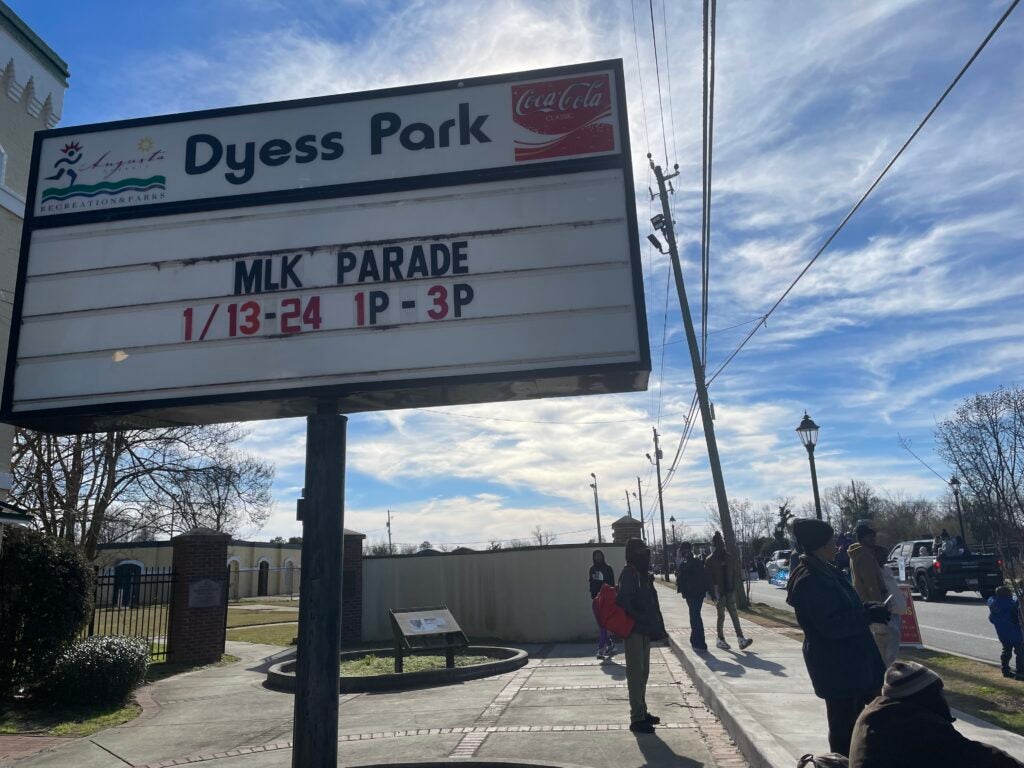 Augusta
RECREATION & PARKS
Dyess Park
Coca-Cola
CLASSIC
MLK PARADE
1/13-24 1P-3P